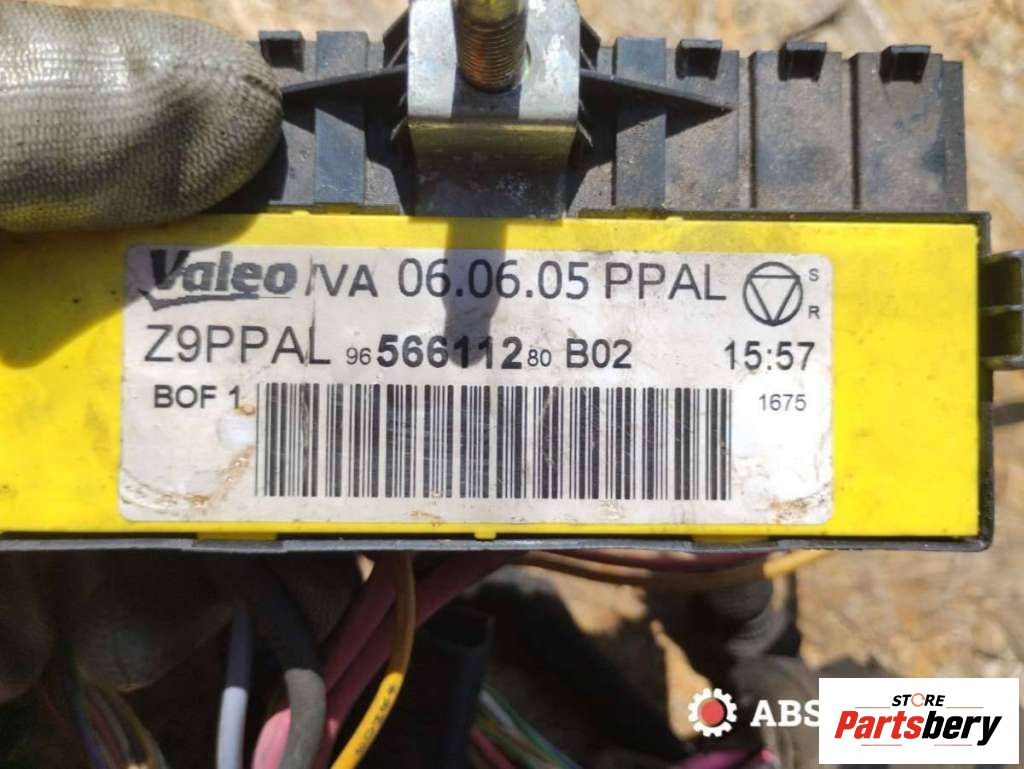 Valeo /VA 06.06.05 PPAL
S
R
Z9PPAL 96 566112 80 B02 15:57
BOF 1
1675
ABS
STORE
Partsbery